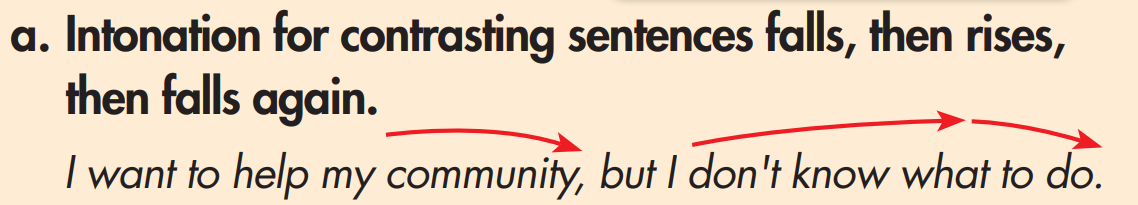 a. Intonation for contrasting sentences falls, then rises,
then falls again.
I want to help my community, but I don't know what to do.